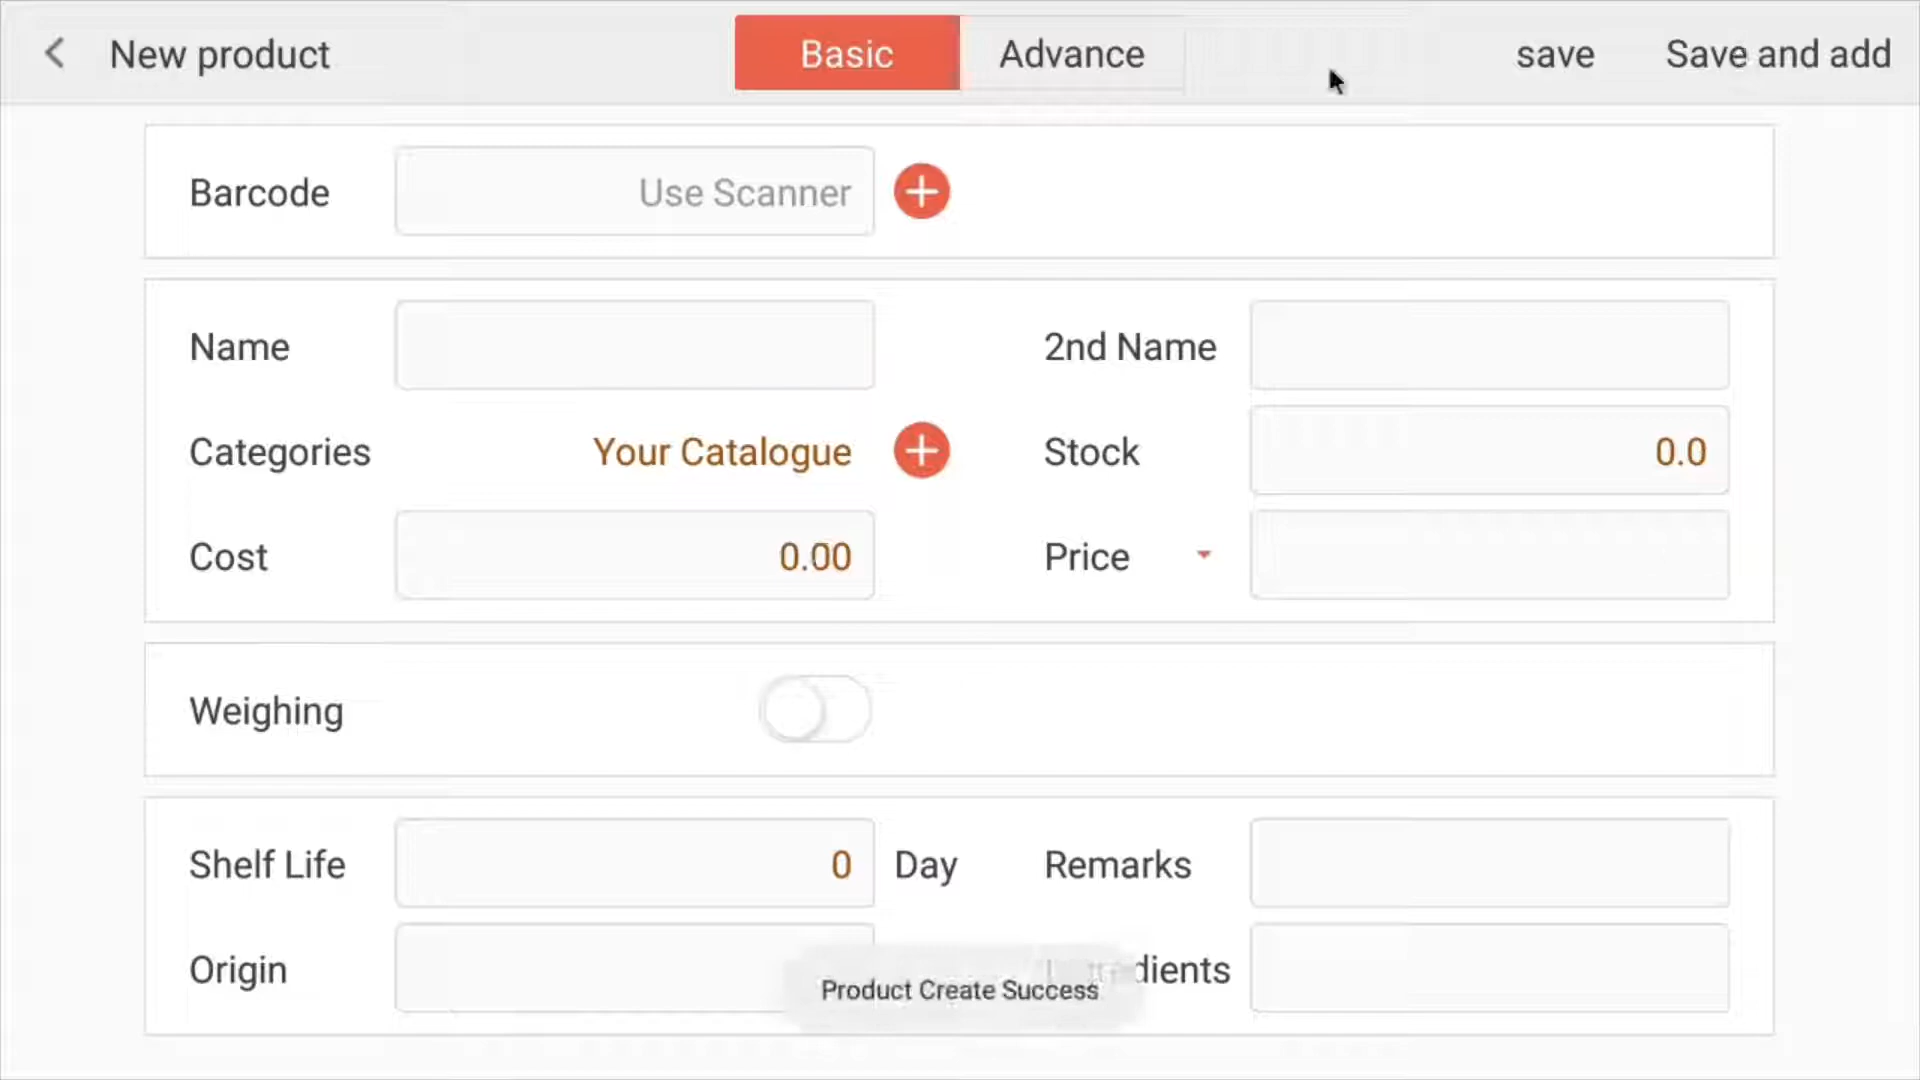 New product
Basic
Advance
save
Save and add
Barcode
Use Scanner
Name
2nd Name
Categories
Your Catalogue
Stock
0.0
Cost
0.00
Price
Weighing
Shelf Life
0
Day
Remarks
Origin
Product Create Success